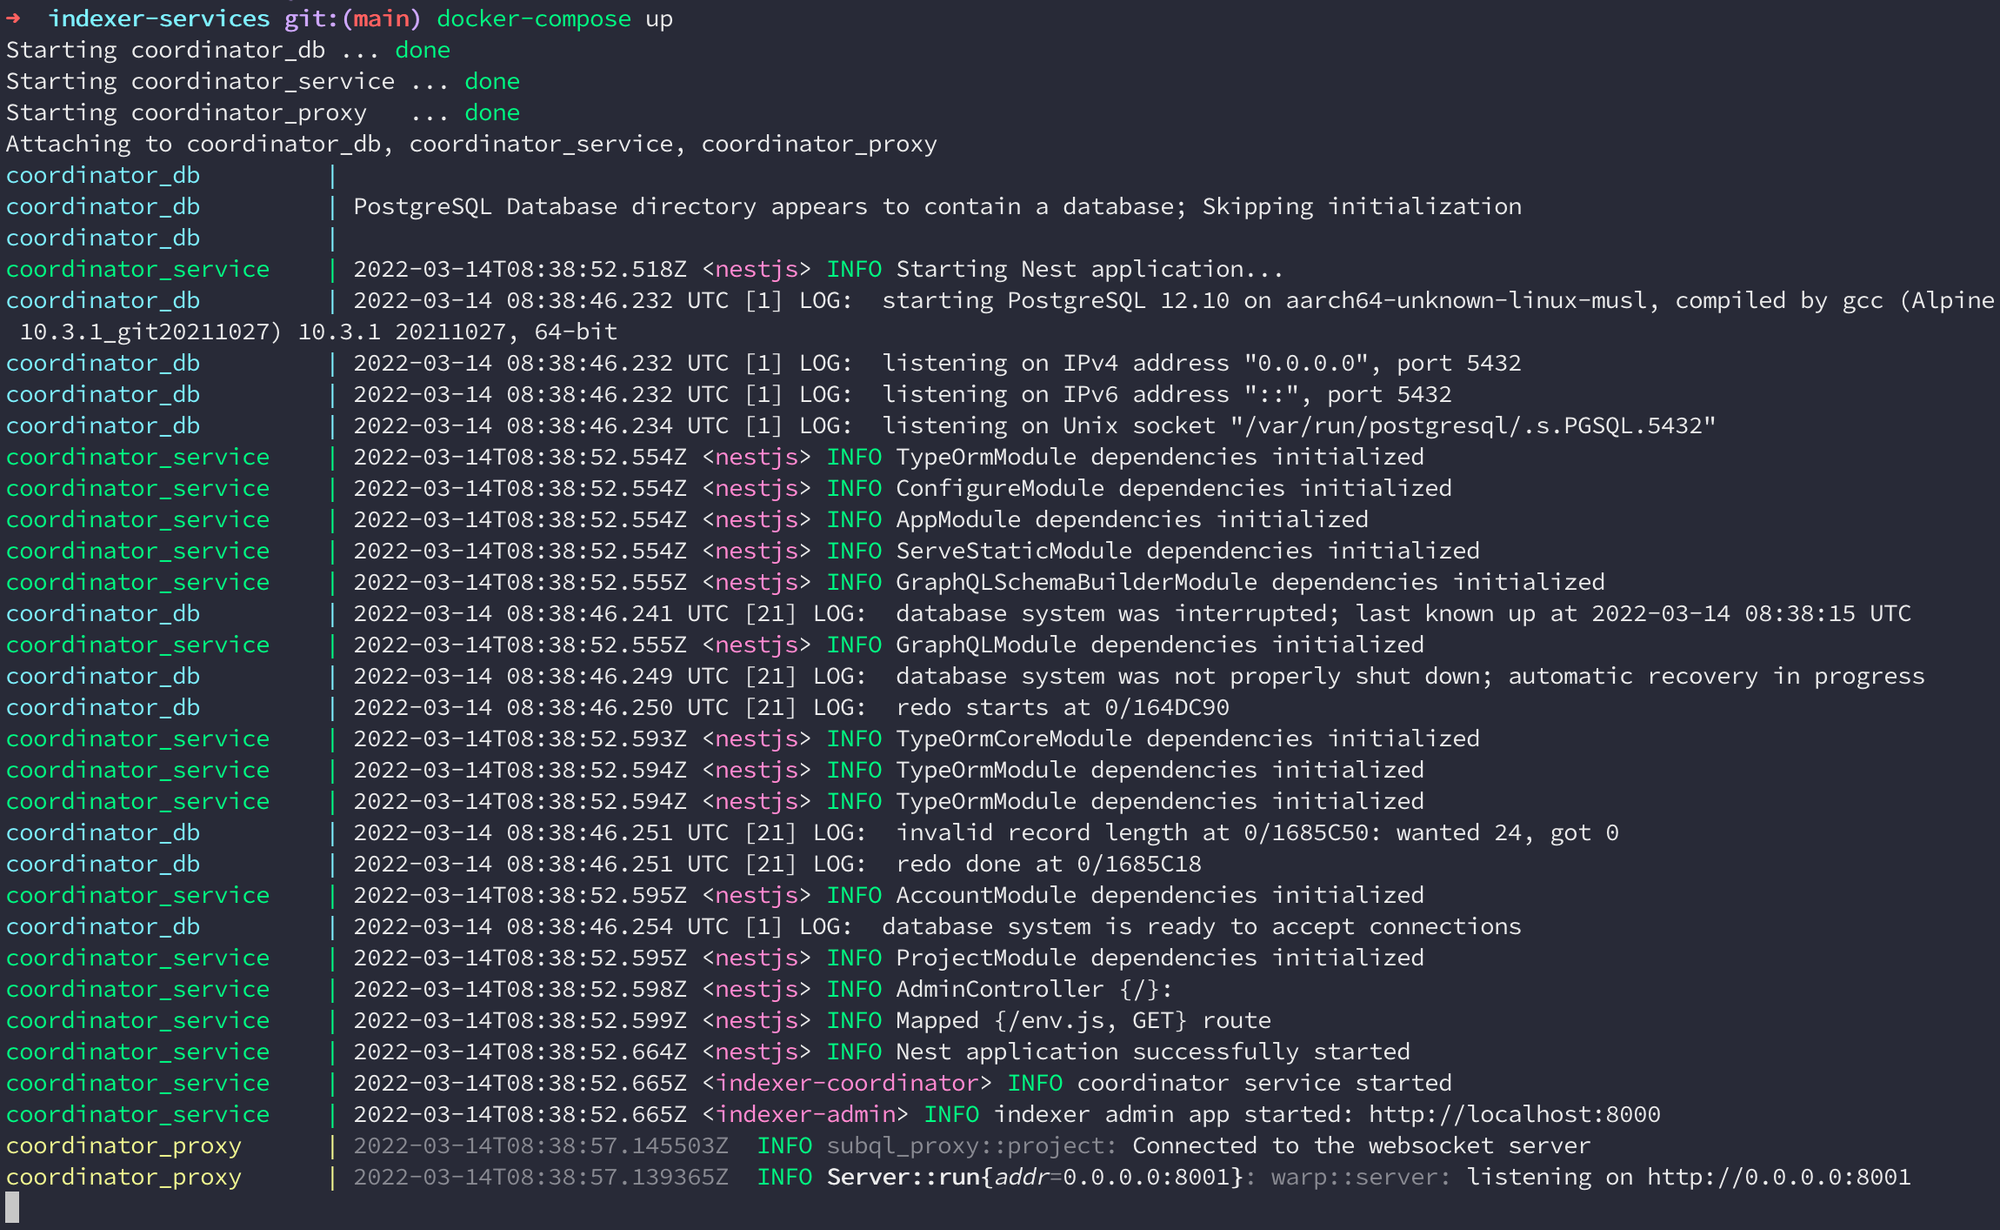 ➜  indexer-services git:(main) docker-compose up
Starting coordinator_db ... done
Starting coordinator_service ... done
Starting coordinator_proxy   ... done
Attaching to coordinator_db, coordinator_service, coordinator_proxy
coordinator_db         |
coordinator_db         | PostgreSQL Database directory appears to contain a database; Skipping initialization
coordinator_db         |
coordinator_service    | 2022-03-14T08:38:52.518Z <nestjs> INFO Starting Nest application...
coordinator_db         | 2022-03-14 08:38:46.232 UTC [1] LOG:  starting PostgreSQL 12.10 on aarch64-unknown-linux-musl, compiled by gcc (Alpine
 10.3.1_git20211027) 10.3.1 20211027, 64-bit
coordinator_db         | 2022-03-14 08:38:46.232 UTC [1] LOG:  listening on IPv4 address "0.0.0.0", port 5432
coordinator_db         | 2022-03-14 08:38:46.232 UTC [1] LOG:  listening on IPv6 address "::", port 5432
coordinator_db         | 2022-03-14 08:38:46.234 UTC [1] LOG:  listening on Unix socket "/var/run/postgresql/.s.PGSQL.5432"
coordinator_service    | 2022-03-14T08:38:52.554Z <nestjs> INFO TypeOrmModule dependencies initialized
coordinator_service    | 2022-03-14T08:38:52.554Z <nestjs> INFO ConfigureModule dependencies initialized
coordinator_service    | 2022-03-14T08:38:52.554Z <nestjs> INFO AppModule dependencies initialized
coordinator_service    | 2022-03-14T08:38:52.554Z <nestjs> INFO ServeStaticModule dependencies initialized
coordinator_service    | 2022-03-14T08:38:52.555Z <nestjs> INFO GraphQLSchemaBuilderModule dependencies initialized
coordinator_db         | 2022-03-14 08:38:46.241 UTC [21] LOG:  database system was interrupted; last known up at 2022-03-14 08:38:15 UTC
coordinator_service    | 2022-03-14T08:38:52.555Z <nestjs> INFO GraphQLModule dependencies initialized
coordinator_db         | 2022-03-14 08:38:46.249 UTC [21] LOG:  database system was not properly shut down; automatic recovery in progress
coordinator_db         | 2022-03-14 08:38:46.250 UTC [21] LOG:  redo starts at 0/164DC90
coordinator_service    | 2022-03-14T08:38:52.593Z <nestjs> INFO TypeOrmCoreModule dependencies initialized
coordinator_service    | 2022-03-14T08:38:52.594Z <nestjs> INFO TypeOrmModule dependencies initialized
coordinator_service    | 2022-03-14T08:38:52.594Z <nestjs> INFO TypeOrmModule dependencies initialized
coordinator_db         | 2022-03-14 08:38:46.251 UTC [21] LOG:  invalid record length at 0/1685C50: wanted 24, got 0
coordinator_db         | 2022-03-14 08:38:46.251 UTC [21] LOG:  redo done at 0/1685C18
coordinator_service    | 2022-03-14T08:38:52.595Z <nestjs> INFO AccountModule dependencies initialized
coordinator_db         | 2022-03-14 08:38:46.254 UTC [1] LOG:  database system is ready to accept connections
coordinator_service    | 2022-03-14T08:38:52.595Z <nestjs> INFO ProjectModule dependencies initialized
coordinator_service    | 2022-03-14T08:38:52.598Z <nestjs> INFO AdminController {/}:
coordinator_service    | 2022-03-14T08:38:52.599Z <nestjs> INFO Mapped {/env.js, GET} route
coordinator_service    | 2022-03-14T08:38:52.664Z <nestjs> INFO Nest application successfully started
coordinator_service    | 2022-03-14T08:38:52.665Z <indexer-coordinator> INFO coordinator service started
coordinator_service    | 2022-03-14T08:38:52.665Z <indexer-admin> INFO indexer admin app started: http://localhost:8000
coordinator_proxy      | 2022-03-14T08:38:57.145503Z  INFO subql_proxy::project: Connected to the websocket server
coordinator_proxy      | 2022-03-14T08:38:57.139365Z  INFO Server::run{addr=0.0.0.0:8001}: warp::server: listening on http://0.0.0.0:8001